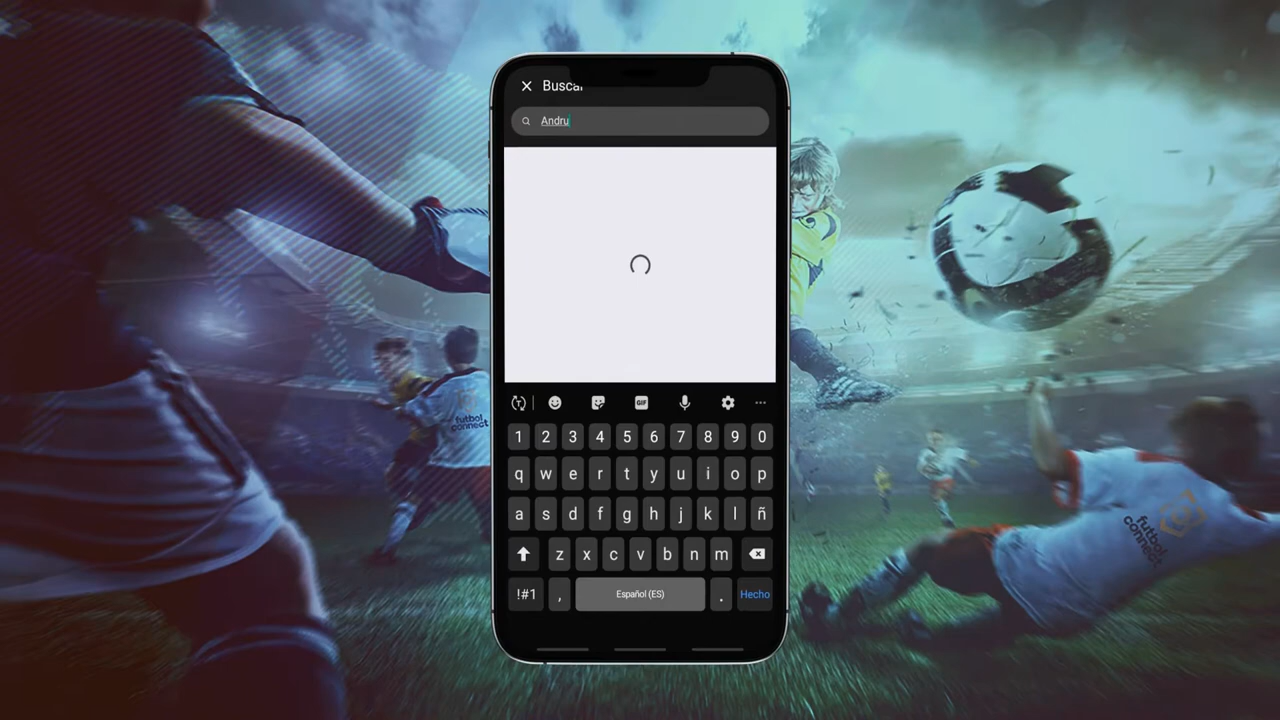 Buscar
Andru
GIF
1 2 3 4 5 6 7 8 9 0
q w e r t y u i o p
a s d f g h j k l ñ
z x c v b n m
!#1 , Español (ES) . Hecho
futbol
connect
futbol
connect